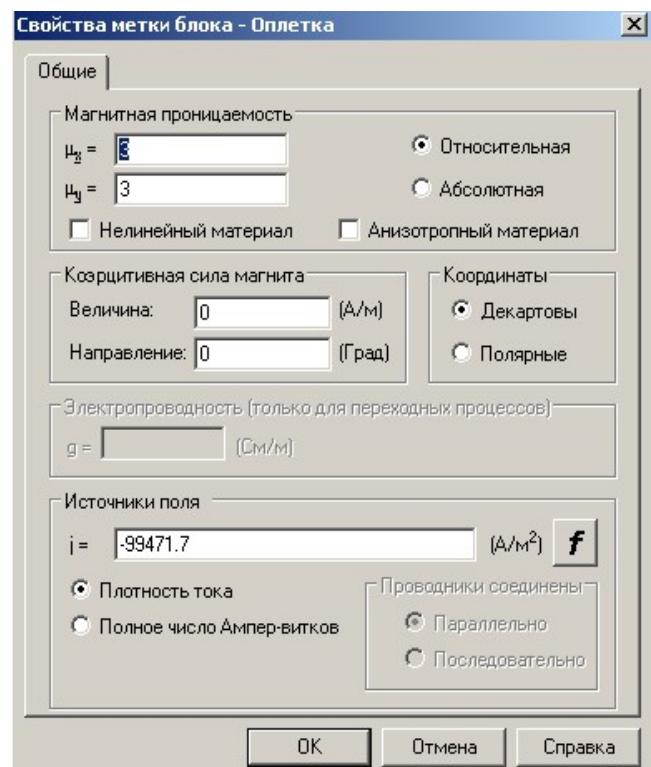 Свойства метки блока - Оплетка
Общие
Магнитная проницаемость
μx = 3
Относительная
μy = 3
Абсолютная
Нелинейный материал
Анизотропный материал
Коэрцитивная сила магнита
Величина: 0 (А/м)
Направление: 0 (Град)
Координаты
Декартовы
Полярные
Электропроводность (только для переходных процессов)
g = (См/м)
Источники поля
j = -99471.7 (А/м²) f
Плотность тока
Полное число Ампер-витков
Проводники соединены
Параллельно
Последовательно
OK
Отмена
Справка